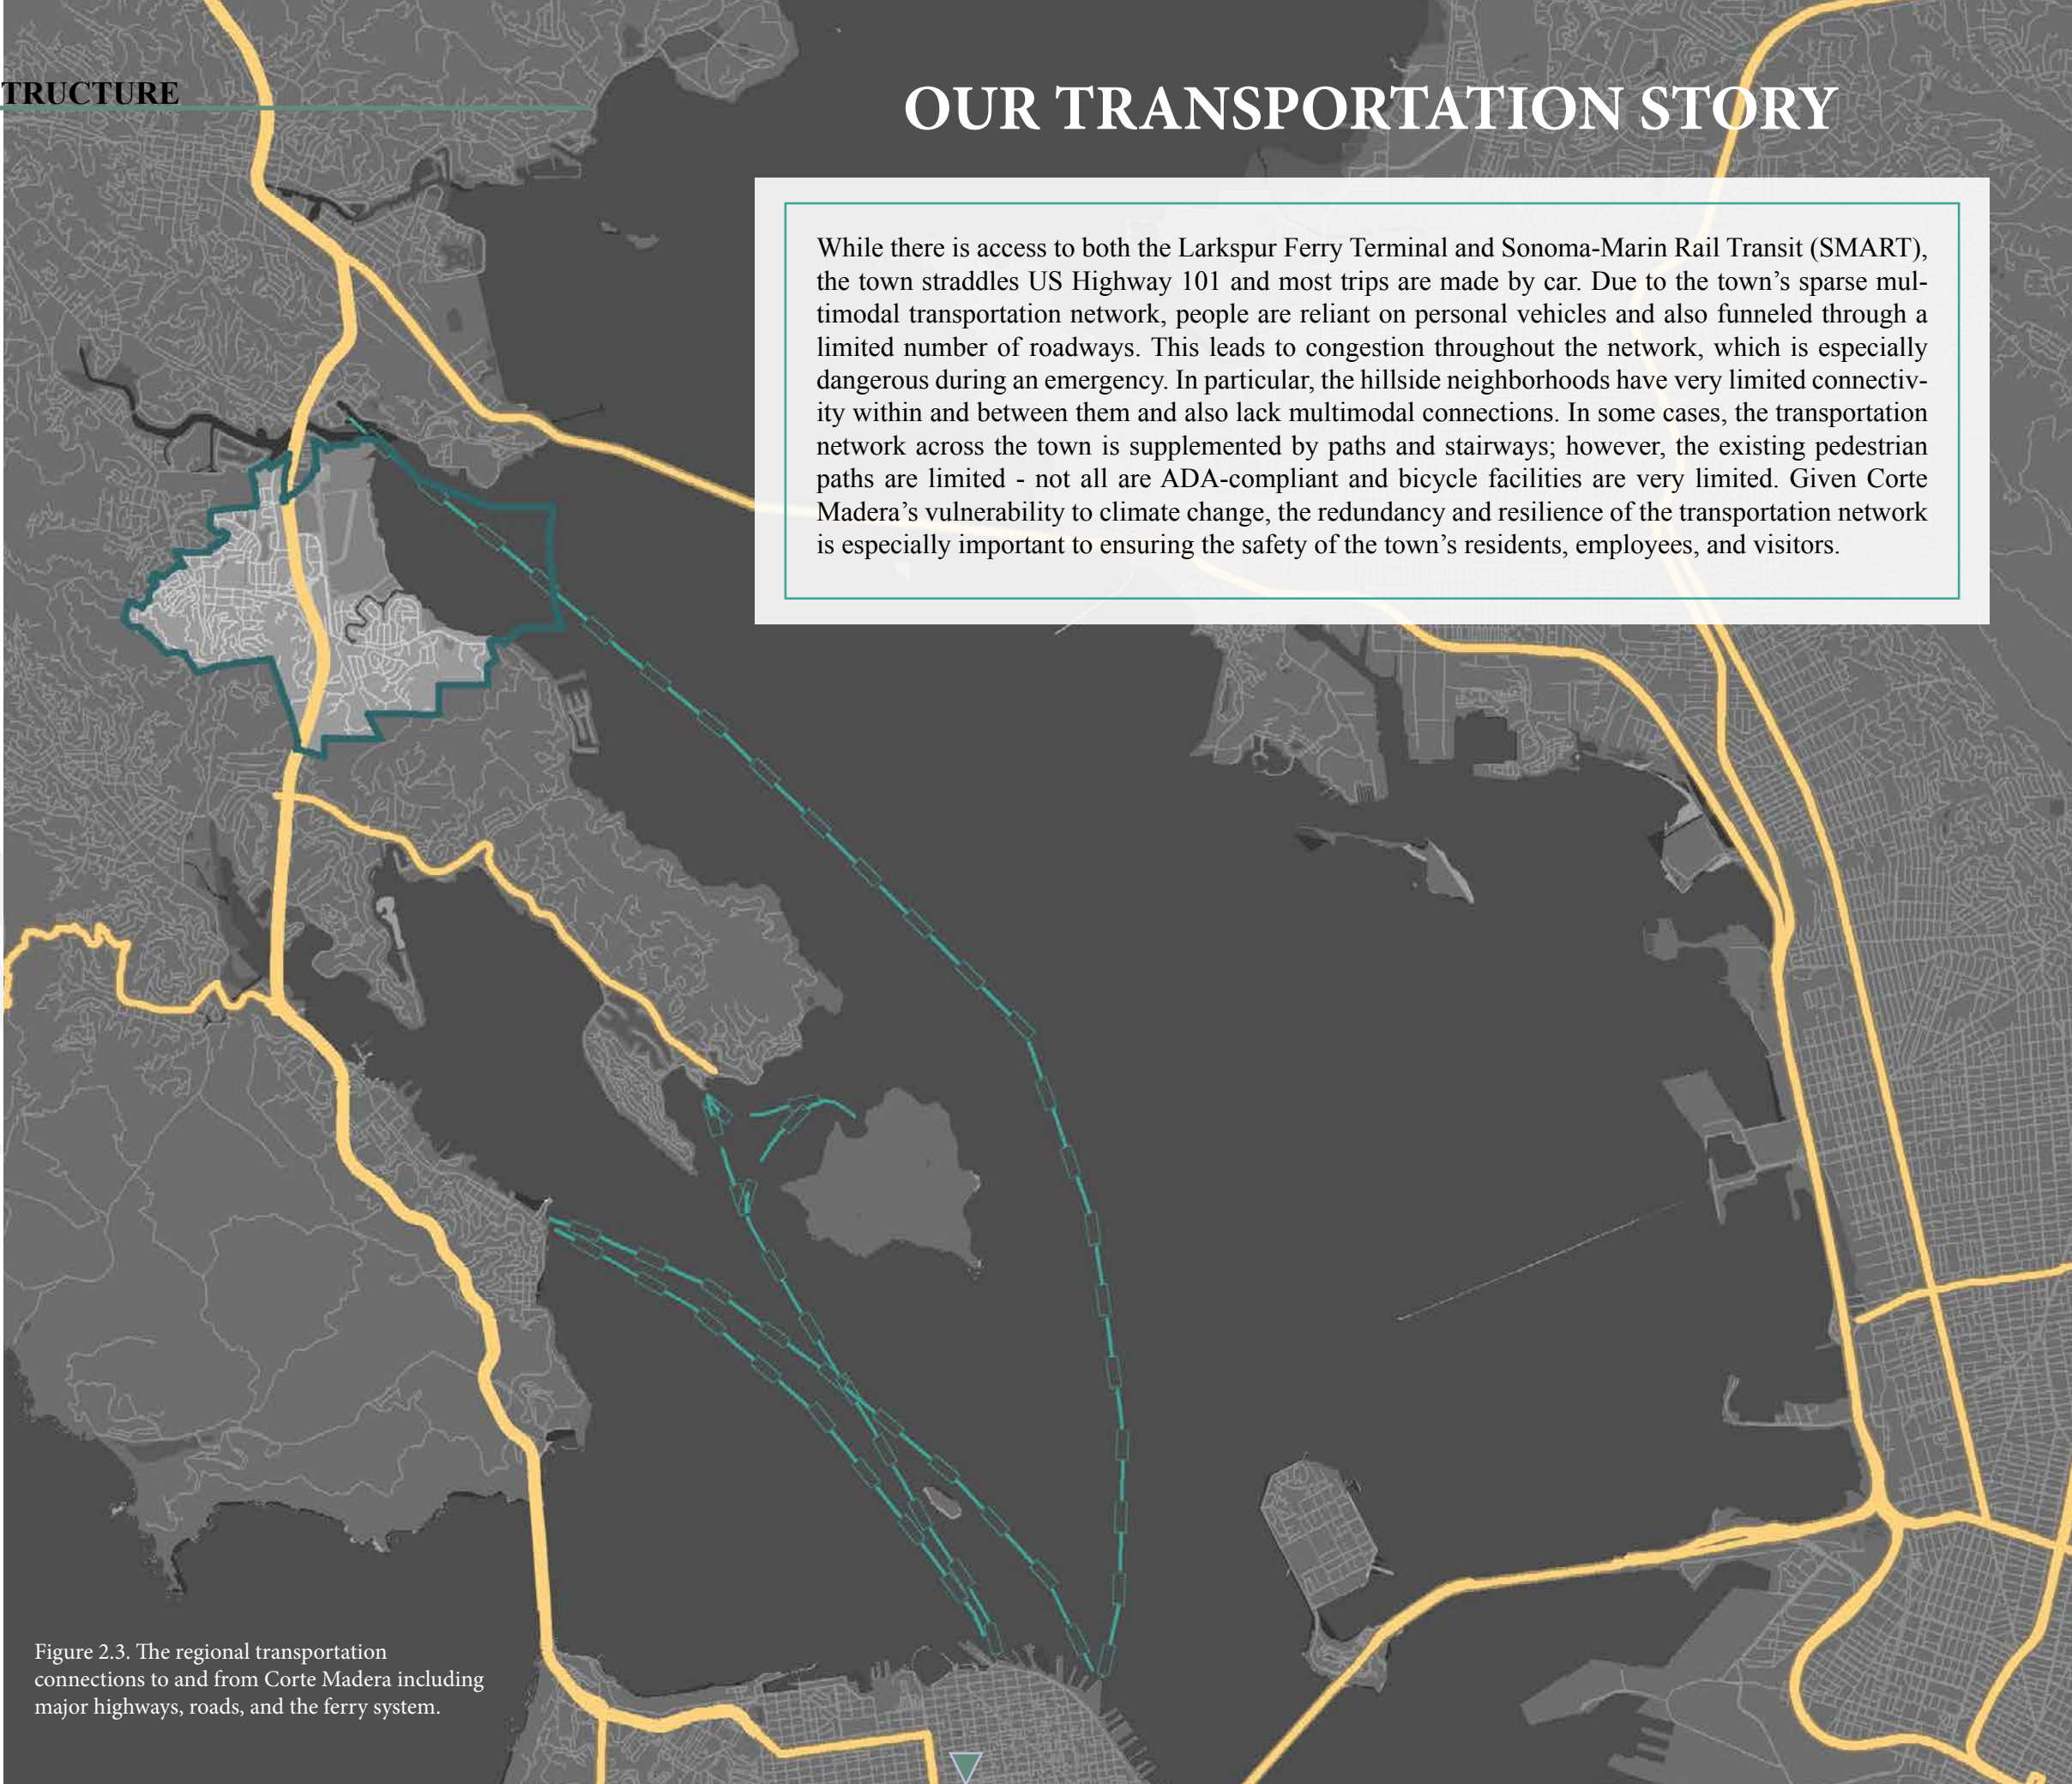 TRUCTURE
OUR TRANSPORTATION STORY
While there is access to both the Larkspur Ferry Terminal and Sonoma-Marin Rail Transit (SMART),
the town straddles US Highway 101 and most trips are made by car. Due to the town’s sparse mul-
timodal transportation network, people are reliant on personal vehicles and also funneled through a
limited number of roadways. This leads to congestion throughout the network, which is especially
dangerous during an emergency. In particular, the hillside neighborhoods have very limited connectiv-
ity within and between them and also lack multimodal connections. In some cases, the transportation
network across the town is supplemented by paths and stairways; however, the existing pedestrian
paths are limited - not all are ADA-compliant and bicycle facilities are very limited. Given Corte
Madera’s vulnerability to climate change, the redundancy and resilience of the transportation network
is especially important to ensuring the safety of the town’s residents, employees, and visitors.
Figure 2.3. The regional transportation
connections to and from Corte Madera including
major highways, roads, and the ferry system.